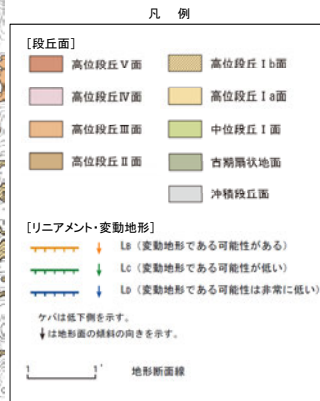 凡 例
[段丘面]
高位段丘Ⅴ面
高位段丘Ⅰb面
高位段丘Ⅳ面
高位段丘Ⅰa面
高位段丘Ⅲ面
中位段丘Ⅰ面
高位段丘Ⅱ面
古期扇状地面
沖積段丘面
[リニアメント・変動地形]
LB（変動地形である可能性がある）
LC（変動地形である可能性が低い）
LD（変動地形である可能性は非常に低い）
ケバは低下側を示す。
↓は地形面の傾斜の向きを示す。
1 1' 地形断面線